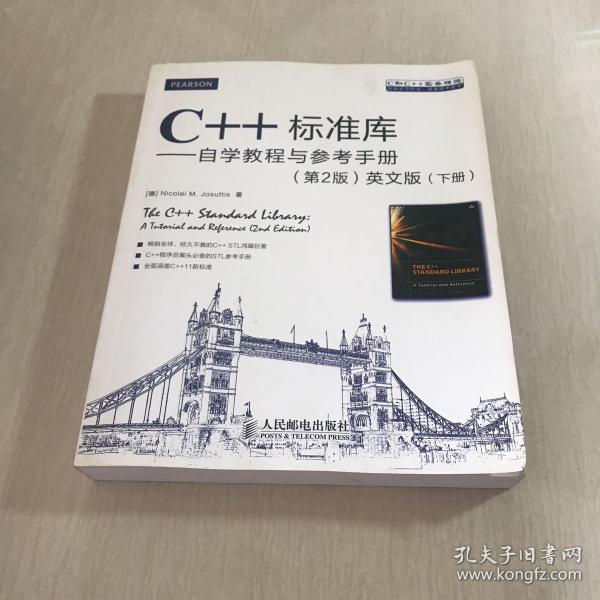 PEARSON
C和C++实务精选
C++ 标准库
——自学教程与参考手册
（第2版）英文版（下册）
[德] Nicolai M. Josuttis 著
The C++ Standard Library:
A Tutorial and Reference (2nd Edition)
■ 畅销全球、经久不衰的C++ STL鸿篇巨著
■ C++程序员案头必备的STL参考手册
■ 全面涵盖C++11新标准
THE C++
STANDARD LIBRARY
A Tutorial and Reference
人民邮电出版社
POSTS & TELECOM PRESS
孔夫子旧书网
www.kongfz.com